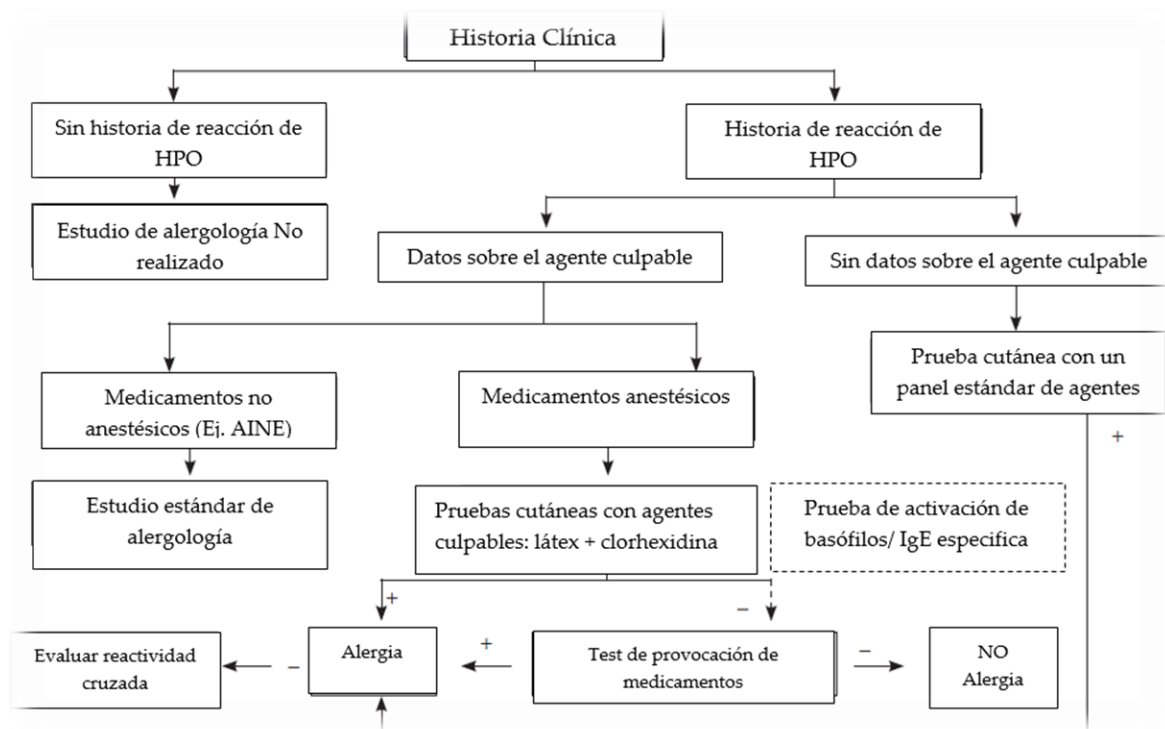 Historia Clínica
Sin historia de reacción de
HPO
Historia de reacción de
HPO
Estudio de alergología No
realizado
Datos sobre el agente culpable
Sin datos sobre el agente culpable
Medicamentos no
anestésicos (Ej. AINE)
Medicamentos anestésicos
Prueba cutánea con un
panel estándar de agentes
+
Estudio estándar de
alergología
Pruebas cutáneas con agentes
culpables: látex + clorhexidina
Prueba de activación de
basófilos/ IgE especifica
+
−
Evaluar reactividad
cruzada
−
Alergia
+
Test de provocación de
medicamentos
−
NO
Alergia